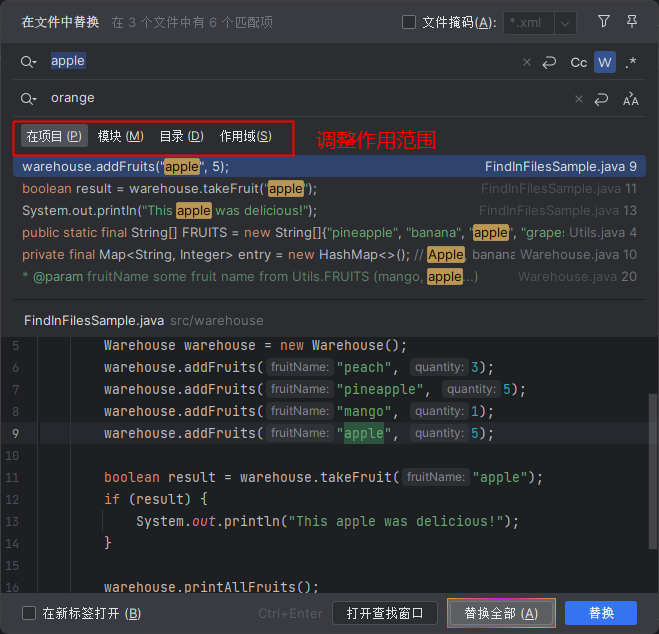 在文件中替换 在 3 个文件中有 6 个匹配项 文件掩码(A): *.xml
apple Cc W .*
orange
在项目 (P) 模块 (M) 目录 (D) 作用域(S) 调整作用范围
warehouse.addFruits("apple", 5); FindInFilesSample.java 9
boolean result = warehouse.takeFruit("apple"); FindInFilesSample.java 11
System.out.println("This apple was delicious!"); FindInFilesSample.java 13
public static final String[] FRUITS = new String[]{"pineapple", "banana", "apple", "grape: Utils.java 4
private final Map<String, Integer> entry = new HashMap<>(); // Apple, banana Warehouse.java 10
* @param fruitName some fruit name from Utils.FRUITS (mango, apple...) Warehouse.java 20
FindInFilesSample.java src/warehouse
5 Warehouse warehouse = new Warehouse();
6 warehouse.addFruits( fruitName: "peach", quantity: 3);
7 warehouse.addFruits( fruitName: "pineapple", quantity: 5);
8 warehouse.addFruits( fruitName: "mango", quantity: 1);
9 warehouse.addFruits( fruitName: "apple", quantity: 5);
10
11 boolean result = warehouse.takeFruit( fruitName: "apple");
12 if (result) {
13 System.out.println("This apple was delicious!");
14 }
15
16 warehouse.printAllFruits();
在新标签打开 (B) Ctrl+Enter 打开查找窗口 替换全部 (A) 替换